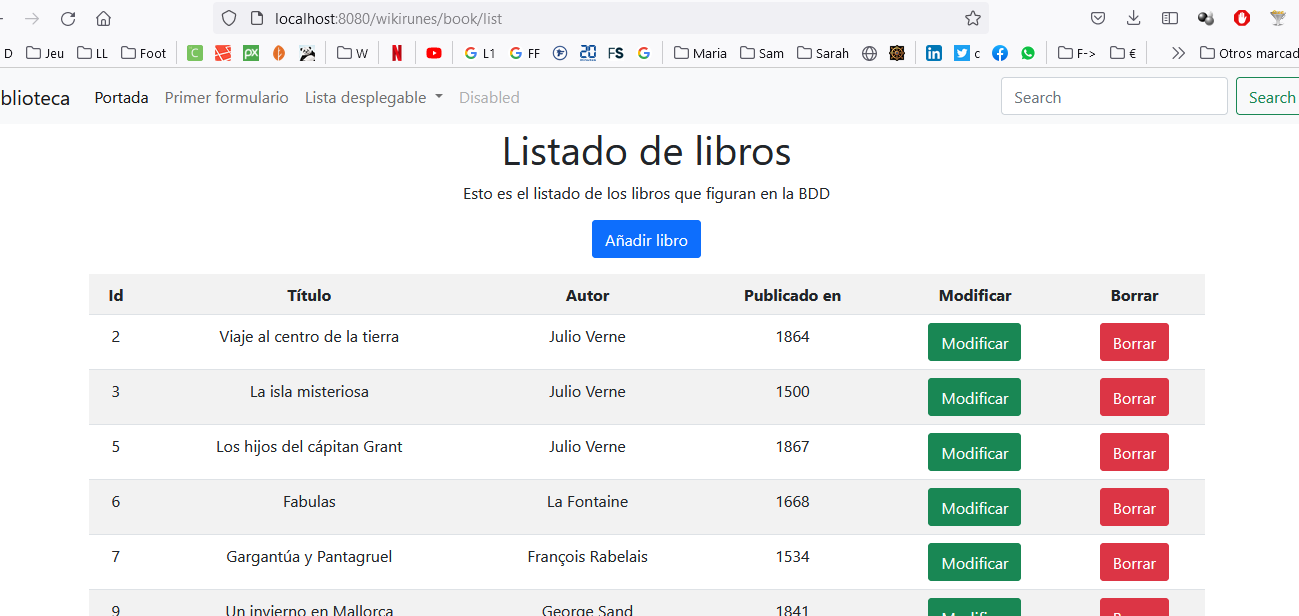 localhost:8080/wikirunes/book/list
D Jeu LL Foot C px W N L1 FF 20 FS Maria Sam Sarah in c F-> € Otros marcad
blioteca Portada Primer formulario Lista desplegable Disabled Search Search
Listado de libros
Esto es el listado de los libros que figuran en la BDD
Añadir libro
Id Título Autor Publicado en Modificar Borrar
2 Viaje al centro de la tierra Julio Verne 1864 Modificar Borrar
3 La isla misteriosa Julio Verne 1500 Modificar Borrar
5 Los hijos del cápitan Grant Julio Verne 1867 Modificar Borrar
6 Fabulas La Fontaine 1668 Modificar Borrar
7 Gargantúa y Pantagruel François Rabelais 1534 Modificar Borrar
9 Un invierno en Mallorca George Sand 1841 Modificar Borrar